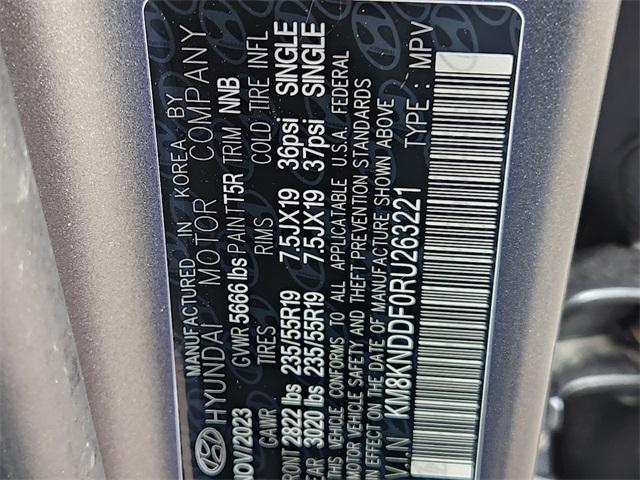 MANUFACTURED IN KOREA BY
HYUNDAI MOTOR COMPANY
NOV/2023 GVWR 5666 lbs PAINT T5R TRM NNB
GAWR TIRES RIMS COLD TIRE INFL
FRONT 2822 lbs 235/55R19 7.5JX19 36psi SINGLE
REAR 3020 lbs 235/55R19 7.5JX19 37psi SINGLE
THIS VEHICLE CONFORMS TO ALL APPLICABLE U.S.A. FEDERAL
MOTOR VEHICLE SAFETY AND THEFT PREVENTION STANDARDS
IN EFFECT ON THE DATE OF MANUFACTURE SHOWN ABOVE
V.I.N : KM8KNDDF0RU263221 TYPE : MPV